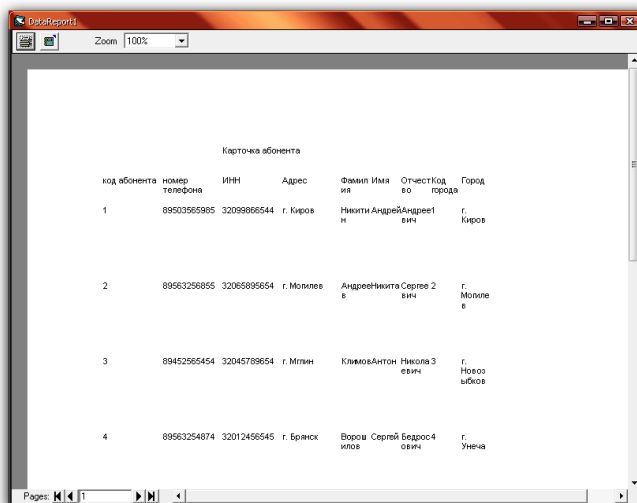 DataReport1
Zoom 100%
Карточка абонента
код абонента номер ИНН Адрес Фамил Имя Отчест Код Город
телефона ия во города
1 89503565985 32099866544 г. Киров Никити Андрей Андрее 1 г.
н вич Киров
2 89563256855 32065895654 г. Могилев Андрее Никита Сергее 2 г.
в вич Могиле
в
3 89452565454 32045789654 г. Мглин Климов Антон Никола 3 г.
евич Новоз
ыбков
4 89563254874 32012456545 г. Брянск Ворош Сергей Бедрос 4 г.
илов ович Унеча
Pages: 1